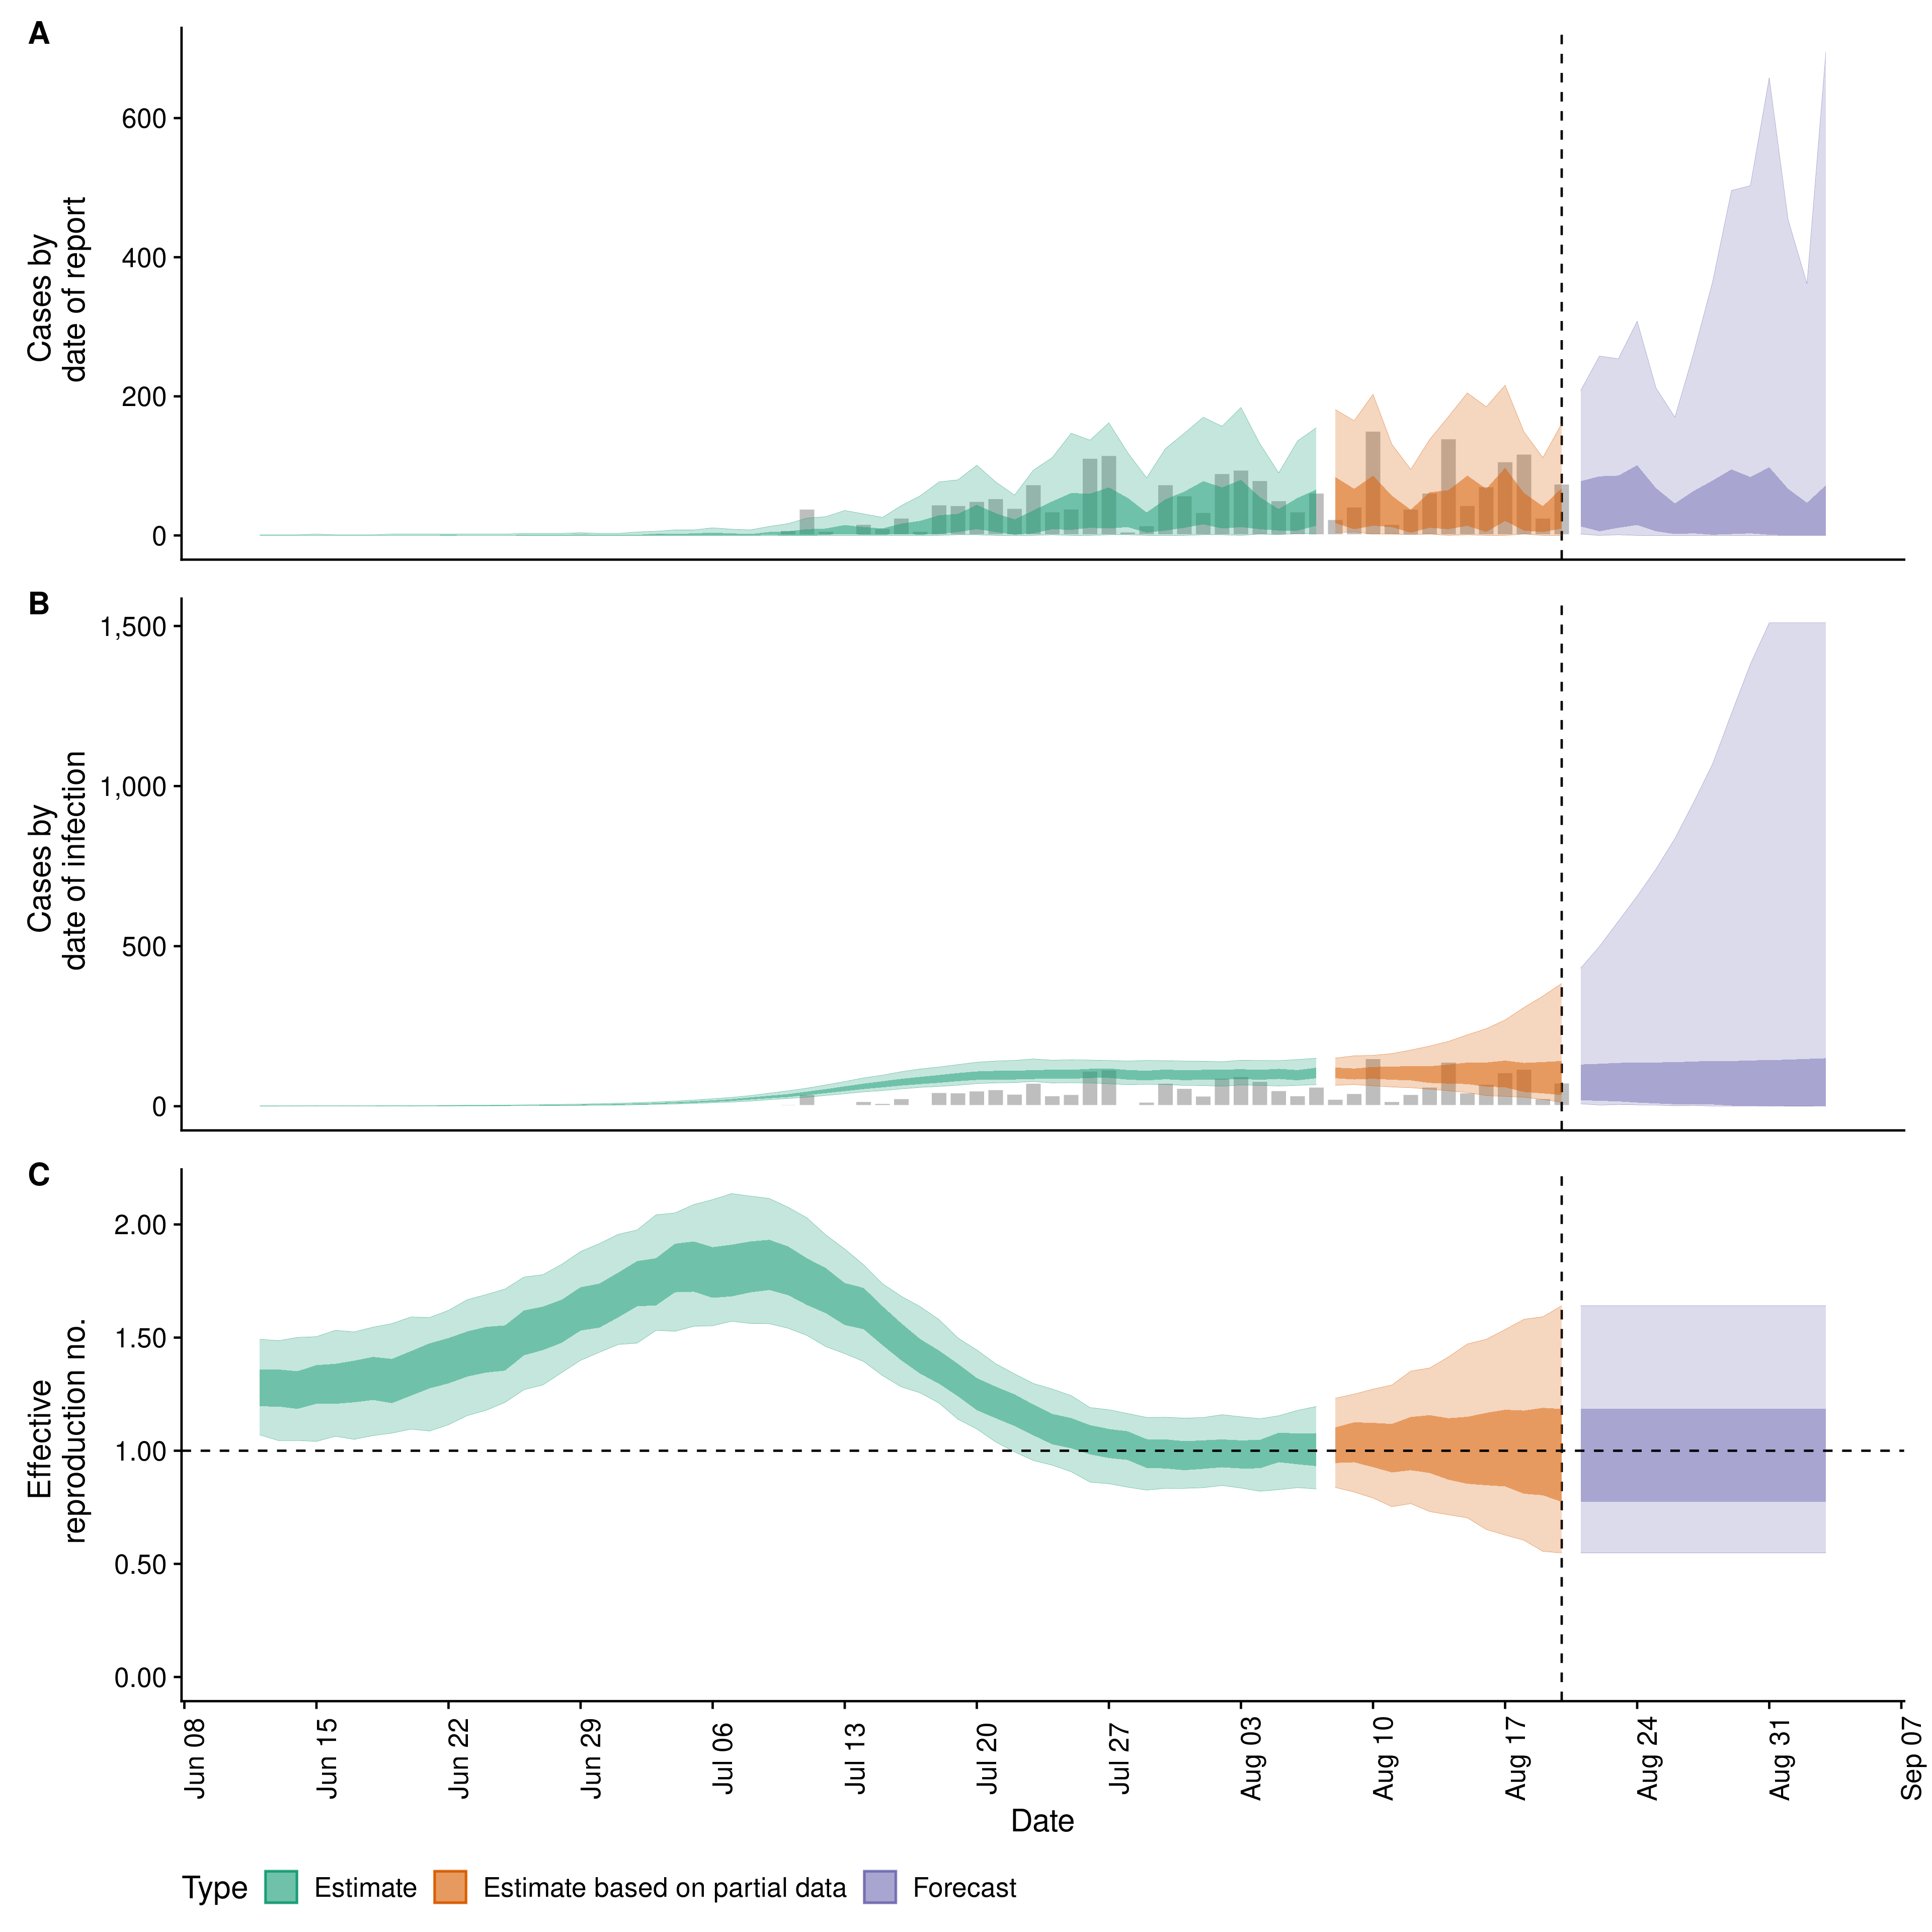 A
Cases by
date of report
600
400
200
0
B
Cases by
date of infection
1,500
1,000
500
0
C
Effective
reproduction no.
2.00
1.50
1.00
0.50
0.00
Jun 08
Jun 15
Jun 22
Jun 29
Jul 06
Jul 13
Jul 20
Jul 27
Aug 03
Aug 10
Aug 17
Aug 24
Aug 31
Sep 07
Date
Type Estimate Estimate based on partial data Forecast